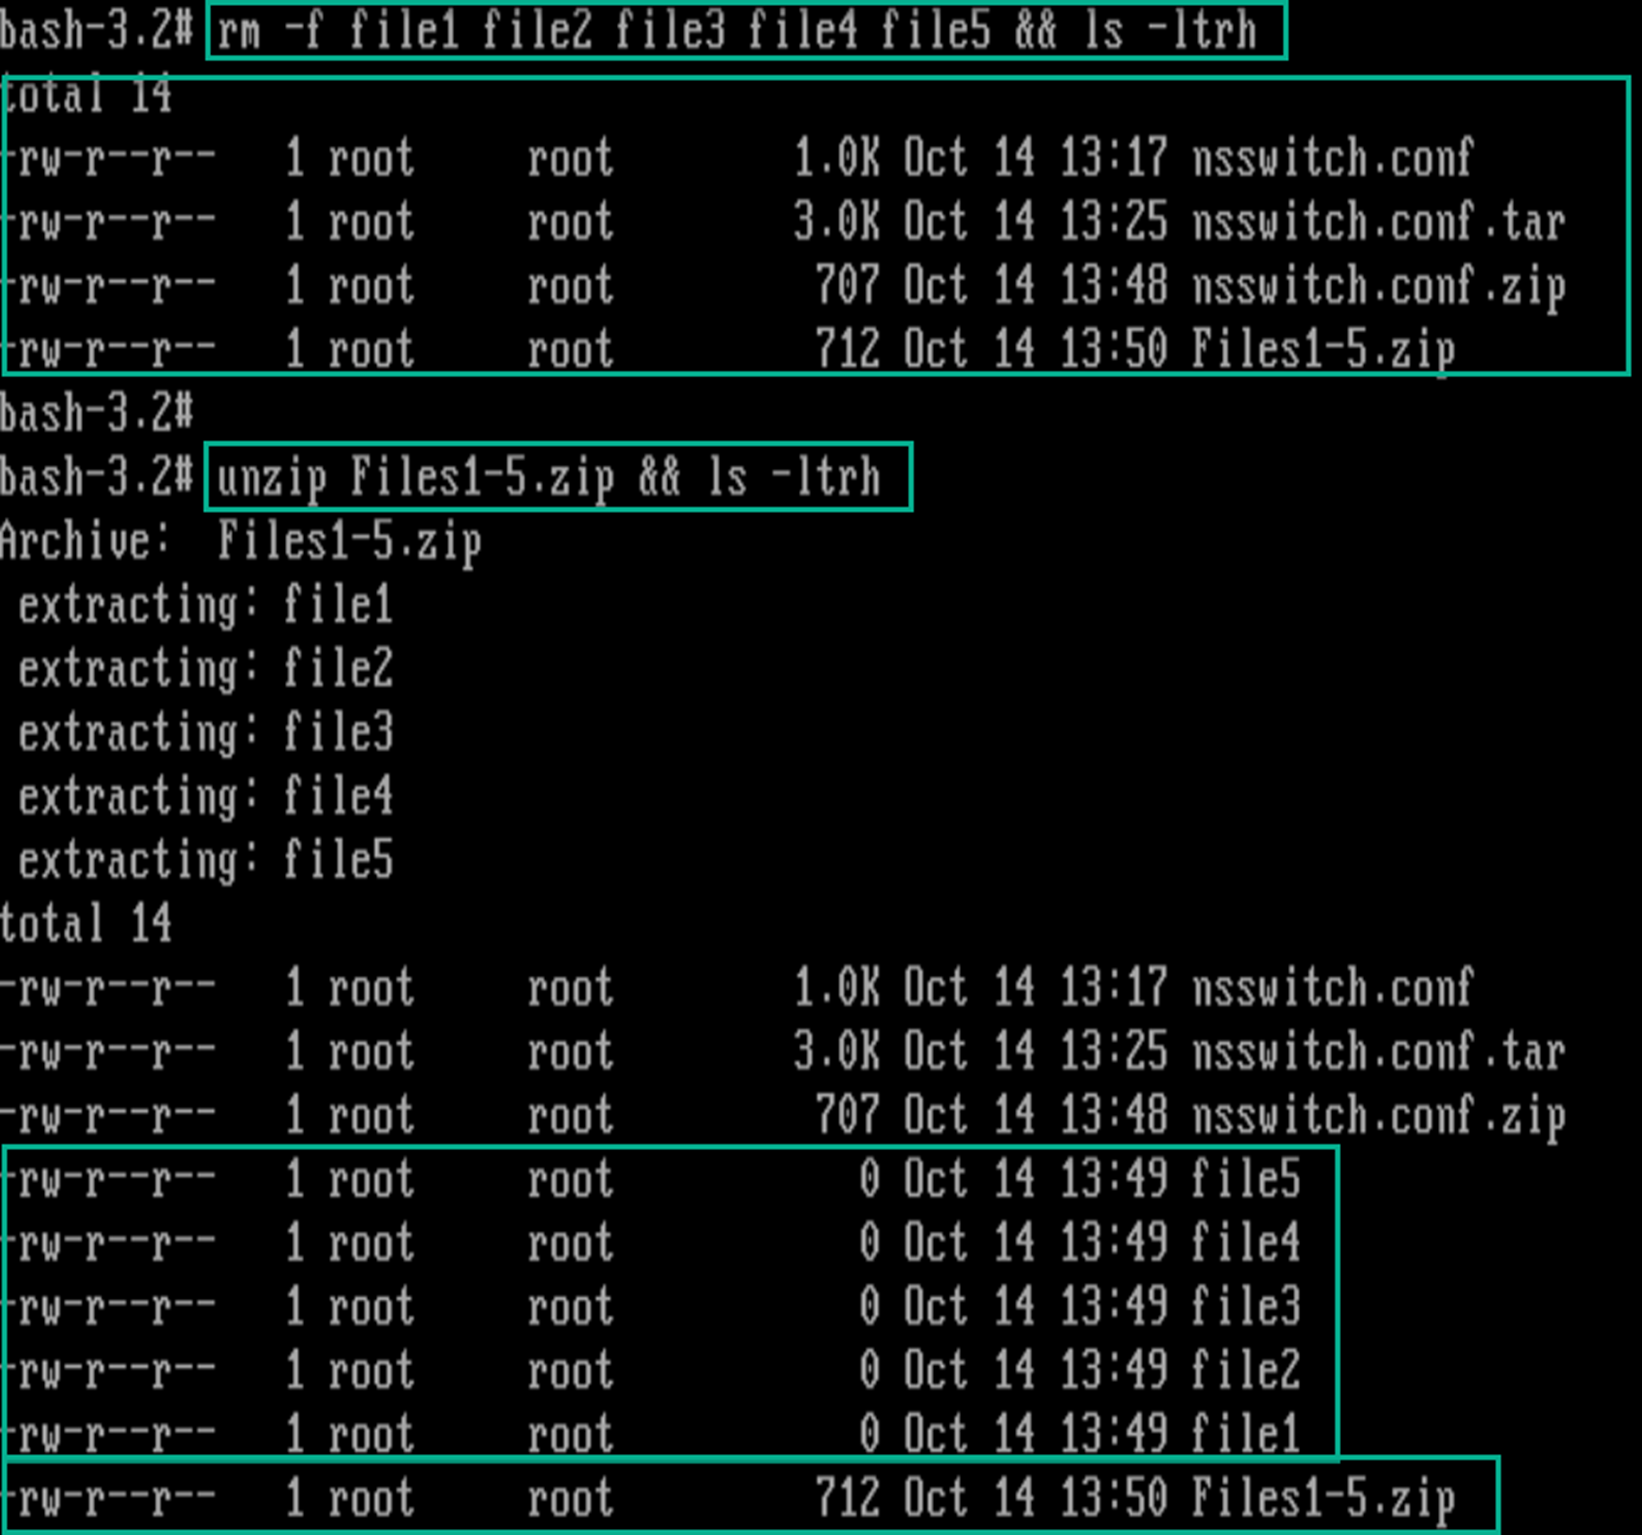 bash-3.2# rm -f file1 file2 file3 file4 file5 && ls -ltrh
total 14
-rw-r--r--   1 root     root        1.0K Oct 14 13:17 nsswitch.conf
-rw-r--r--   1 root     root        3.0K Oct 14 13:25 nsswitch.conf.tar
-rw-r--r--   1 root     root         707 Oct 14 13:48 nsswitch.conf.zip
-rw-r--r--   1 root     root         712 Oct 14 13:50 Files1-5.zip
bash-3.2#
bash-3.2# unzip Files1-5.zip && ls -ltrh
Archive:  Files1-5.zip
 extracting: file1
 extracting: file2
 extracting: file3
 extracting: file4
 extracting: file5
total 14
-rw-r--r--   1 root     root        1.0K Oct 14 13:17 nsswitch.conf
-rw-r--r--   1 root     root        3.0K Oct 14 13:25 nsswitch.conf.tar
-rw-r--r--   1 root     root         707 Oct 14 13:48 nsswitch.conf.zip
-rw-r--r--   1 root     root           0 Oct 14 13:49 file5
-rw-r--r--   1 root     root           0 Oct 14 13:49 file4
-rw-r--r--   1 root     root           0 Oct 14 13:49 file3
-rw-r--r--   1 root     root           0 Oct 14 13:49 file2
-rw-r--r--   1 root     root           0 Oct 14 13:49 file1
-rw-r--r--   1 root     root         712 Oct 14 13:50 Files1-5.zip